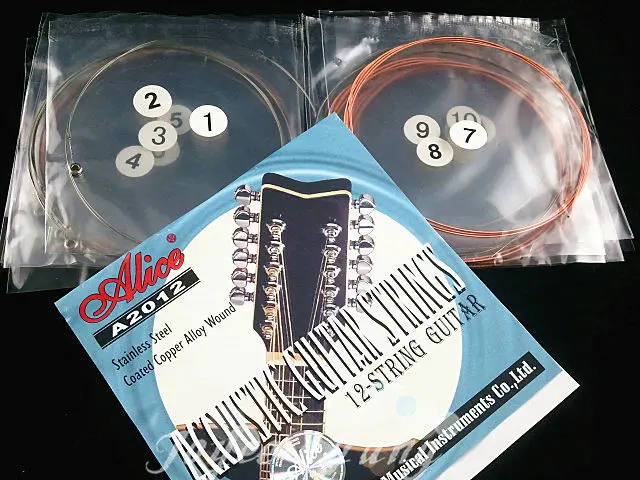 2
5
1
3
4
9
10
7
8
Alice
A2012
Stainless Steel
Coated Copper Alloy Wound
ACOUSTIC GUITAR STRINGS
12-STRING GUITAR
Musical Instruments Co.,Ltd.
Alice